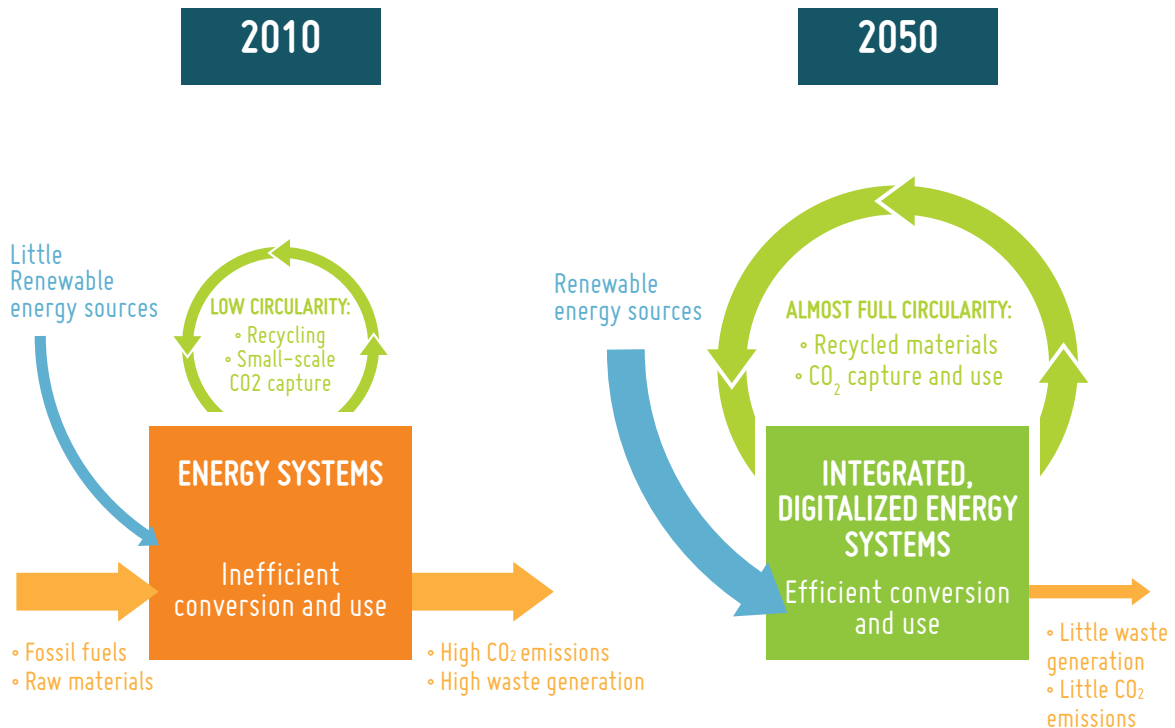 2010
Little
Renewable
energy sources
LOW CIRCULARITY:
• Recycling
• Small-scale
CO2 capture
ENERGY SYSTEMS
Inefficient
conversion and use
• Fossil fuels
• Raw materials
• High CO₂ emissions
• High waste generation
2050
Renewable
energy sources
ALMOST FULL CIRCULARITY:
• Recycled materials
• CO₂ capture and use
INTEGRATED,
DIGITALIZED ENERGY
SYSTEMS
Efficient conversion
and use
• Little waste
generation
• Little CO₂
emissions